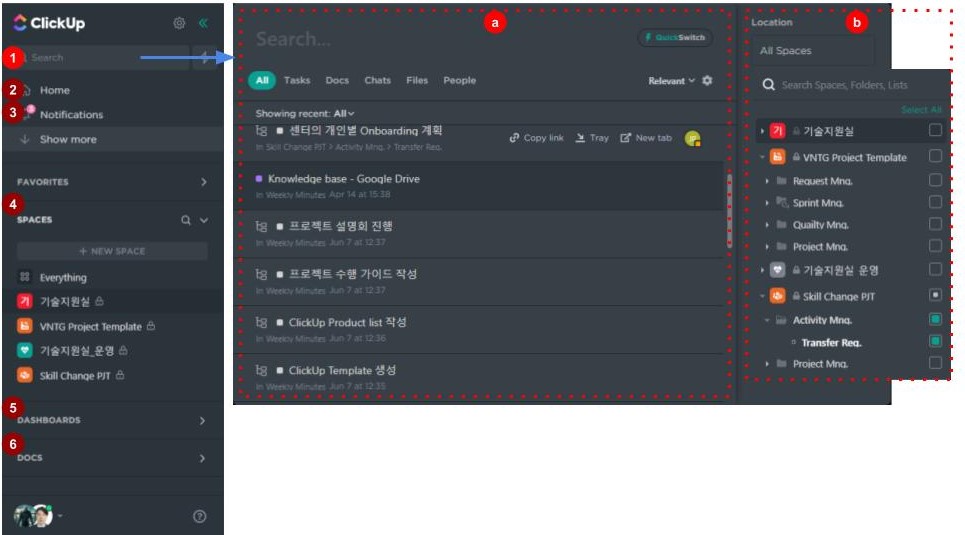 ClickUp
1
Search
2
Home
3
Notifications
Show more
FAVORITES
4
SPACES
+ NEW SPACE
Everything
기 기술지원실
VNTG Project Template
기술지원실_운영
Skill Change PJT
5
DASHBOARDS
6
DOCS
a
Search...
QuickSwitch
All Tasks Docs Chats Files People
Relevant
Showing recent: All
센터의 개인별 Onboarding 계획
In Skill Change PJT > Activity Mng. > Transfer Req.
Copy link Tray New tab
Knowledge base - Google Drive
In Weekly Minutes Apr 14 at 15:38
프로젝트 설명회 진행
In Weekly Minutes Jun 7 at 12:37
프로젝트 수행 가이드 작성
In Weekly Minutes Jun 7 at 12:37
ClickUp Product list 작성
In Weekly Minutes Jun 7 at 12:36
ClickUp Template 생성
In Weekly Minutes Jun 7 at 12:35
Location
b
All Spaces
Search Spaces, Folders, Lists
Select All
기 기술지원실
VNTG Project Template
Request Mng.
Sprint Mng.
Quailty Mng.
Project Mng.
기술지원실_운영
Skill Change PJT
Activity Mng.
Transfer Req.
Project Mng.